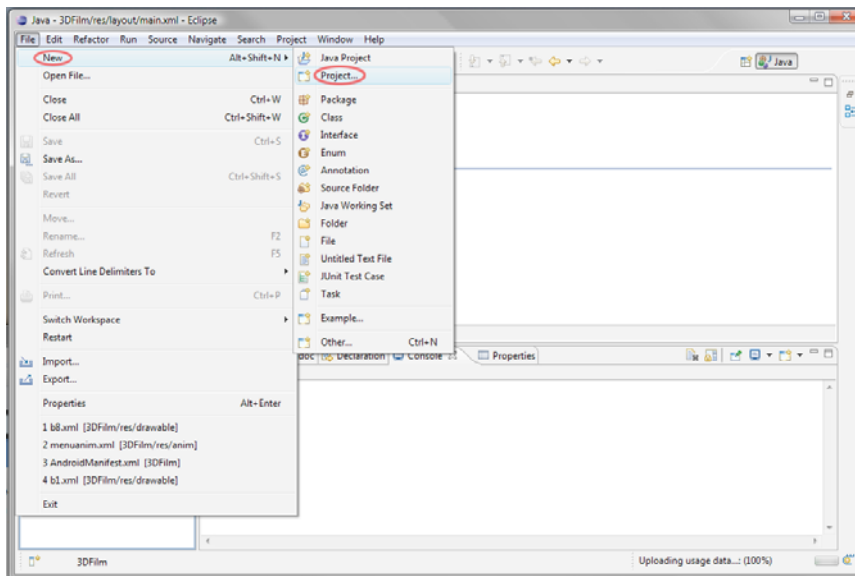 Java - 3DFilm/res/layout/main.xml - Eclipse
File Edit Refactor Run Source Navigate Search Project Window Help
New Alt+Shift+N
Open File...
Close Ctrl+W
Close All Ctrl+Shift+W
Save Ctrl+S
Save As...
Save All Ctrl+Shift+S
Revert
Move...
Rename... F2
Refresh F5
Convert Line Delimiters To
Print... Ctrl+P
Switch Workspace
Restart
Import...
Export...
Properties Alt+Enter
1 b8.xml [3DFilm/res/drawable]
2 menuanim.xml [3DFilm/res/anim]
3 AndroidManifest.xml [3DFilm]
4 b1.xml [3DFilm/res/drawable]
Exit
Java Project
Project...
Package
Class
Interface
Enum
Annotation
Source Folder
Java Working Set
Folder
File
Untitled Text File
JUnit Test Case
Task
Example...
Other... Ctrl+N
Java
doc Declaration Console Properties
3DFilm
Uploading usage data...: (100%)